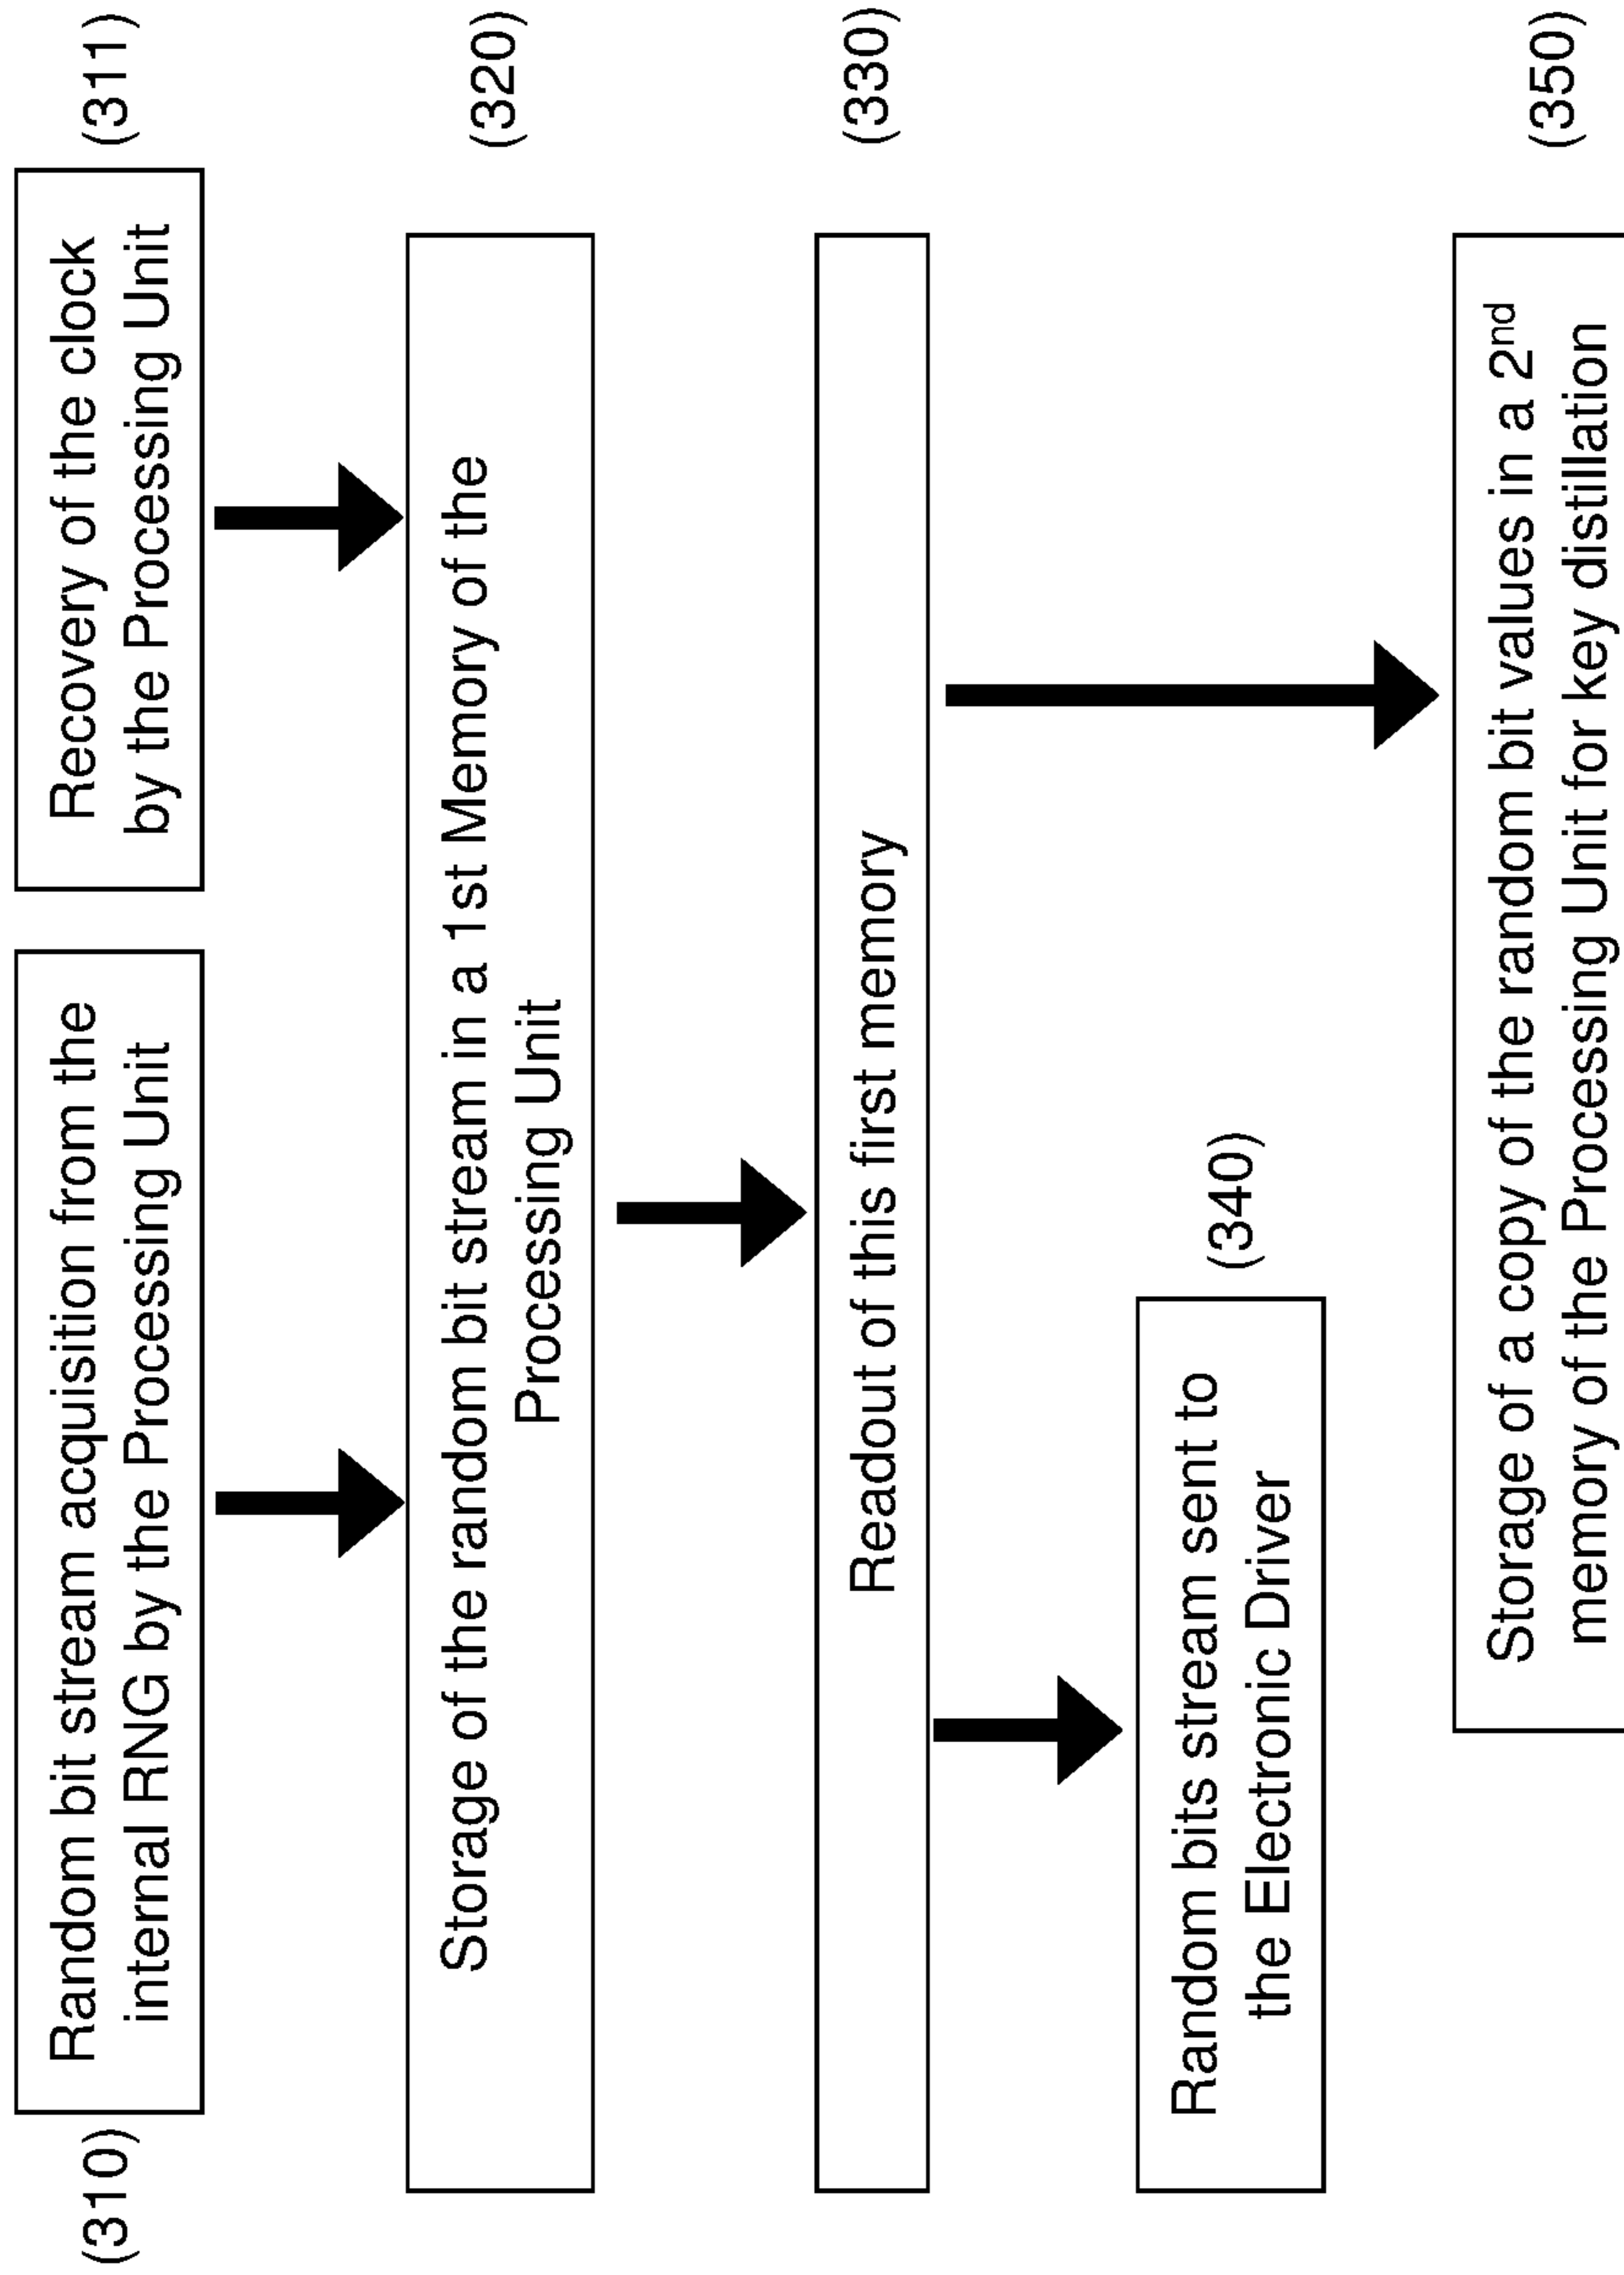 (310)
Random bit stream acquisition from the
internal RNG by the Processing Unit
Recovery of the clock
by the Processing Unit
(311)
Storage of the random bit stream in a 1st Memory of the
Processing Unit
(320)
Readout of this first memory
(330)
Random bits stream sent to
the Electronic Driver
(340)
Storage of a copy of the random bit values in a 2nd
memory of the Processing Unit for key distillation
(350)